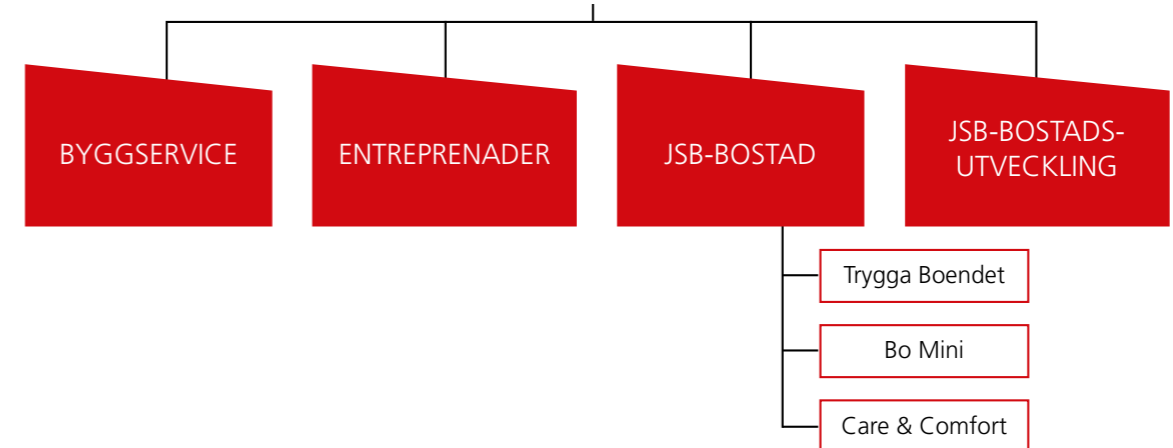 BYGGSERVICE
ENTREPRENADER
JSB-BOSTAD
JSB-BOSTADS-
UTVECKLING
Trygga Boendet
Bo Mini
Care & Comfort